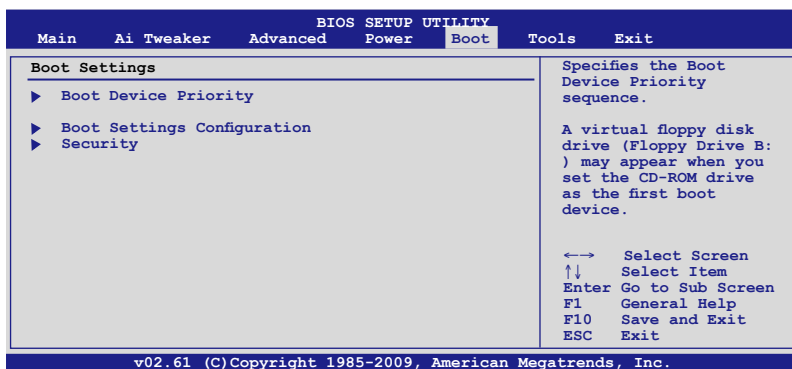 BIOS SETUP UTILITY
Main Ai Tweaker Advanced Power Boot Tools Exit
Boot Settings
Boot Device Priority
Boot Settings Configuration
Security
Specifies the Boot
Device Priority
sequence.
A virtual floppy disk
drive (Floppy Drive B:
) may appear when you
set the CD-ROM drive
as the first boot
device.
←→ Select Screen
↑↓ Select Item
Enter Go to Sub Screen
F1 General Help
F10 Save and Exit
ESC Exit
v02.61 (C)Copyright 1985-2009, American Megatrends, Inc.